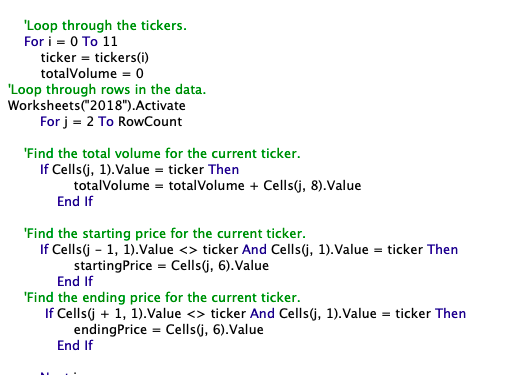 'Loop through the tickers.
For i = 0 To 11
ticker = tickers(i)
totalVolume = 0
'Loop through rows in the data.
Worksheets("2018").Activate
For j = 2 To RowCount
'Find the total volume for the current ticker.
If Cells(j, 1).Value = ticker Then
totalVolume = totalVolume + Cells(j, 8).Value
End If
'Find the starting price for the current ticker.
If Cells(j - 1, 1).Value <> ticker And Cells(j, 1).Value = ticker Then
startingPrice = Cells(j, 6).Value
End If
'Find the ending price for the current ticker.
If Cells(j + 1, 1).Value <> ticker And Cells(j, 1).Value = ticker Then
endingPrice = Cells(j, 6).Value
End If